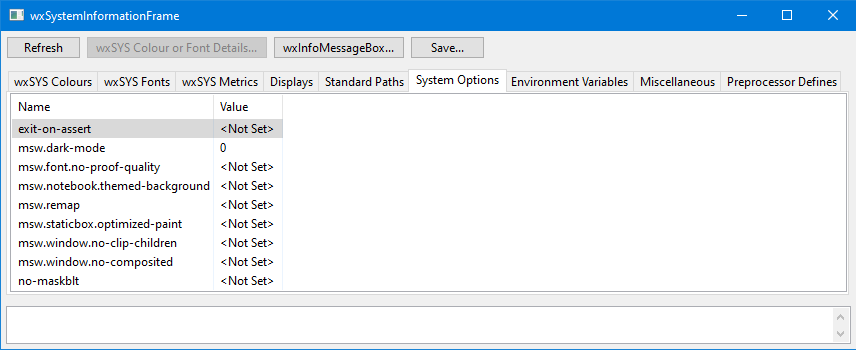 wxSystemInformationFrame
Refresh wxSYS Colour or Font Details... wxInfoMessageBox... Save...
wxSYS Colours wxSYS Fonts wxSYS Metrics Displays Standard Paths System Options Environment Variables Miscellaneous Preprocessor Defines
Name Value
exit-on-assert <Not Set>
msw.dark-mode 0
msw.font.no-proof-quality <Not Set>
msw.notebook.themed-background <Not Set>
msw.remap <Not Set>
msw.staticbox.optimized-paint <Not Set>
msw.window.no-clip-children <Not Set>
msw.window.no-composited <Not Set>
no-maskblt <Not Set>